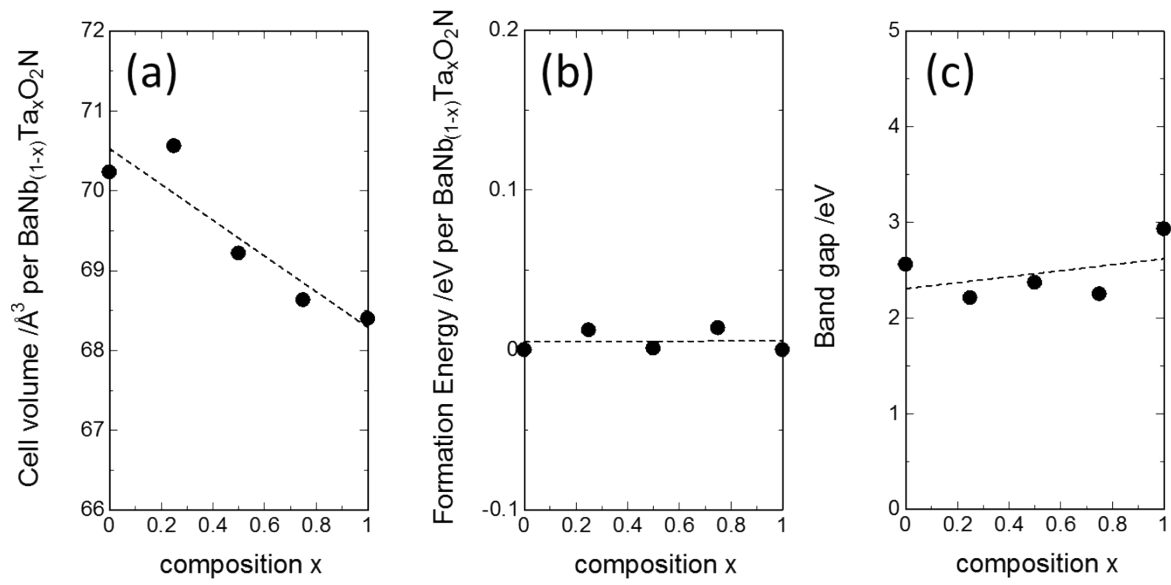 (a)
Cell volume /Å³ per BaNb₍₁₋ₓ₎TaₓO₂N
72
71
70
69
68
67
66
0 0.2 0.4 0.6 0.8 1
composition x
(b)
Formation Energy /eV per BaNb₍₁₋ₓ₎TaₓO₂N
0.2
0.1
0
-0.1
0 0.2 0.4 0.6 0.8 1
composition x
(c)
Band gap /eV
5
4
3
2
1
0
0 0.2 0.4 0.6 0.8 1
composition x